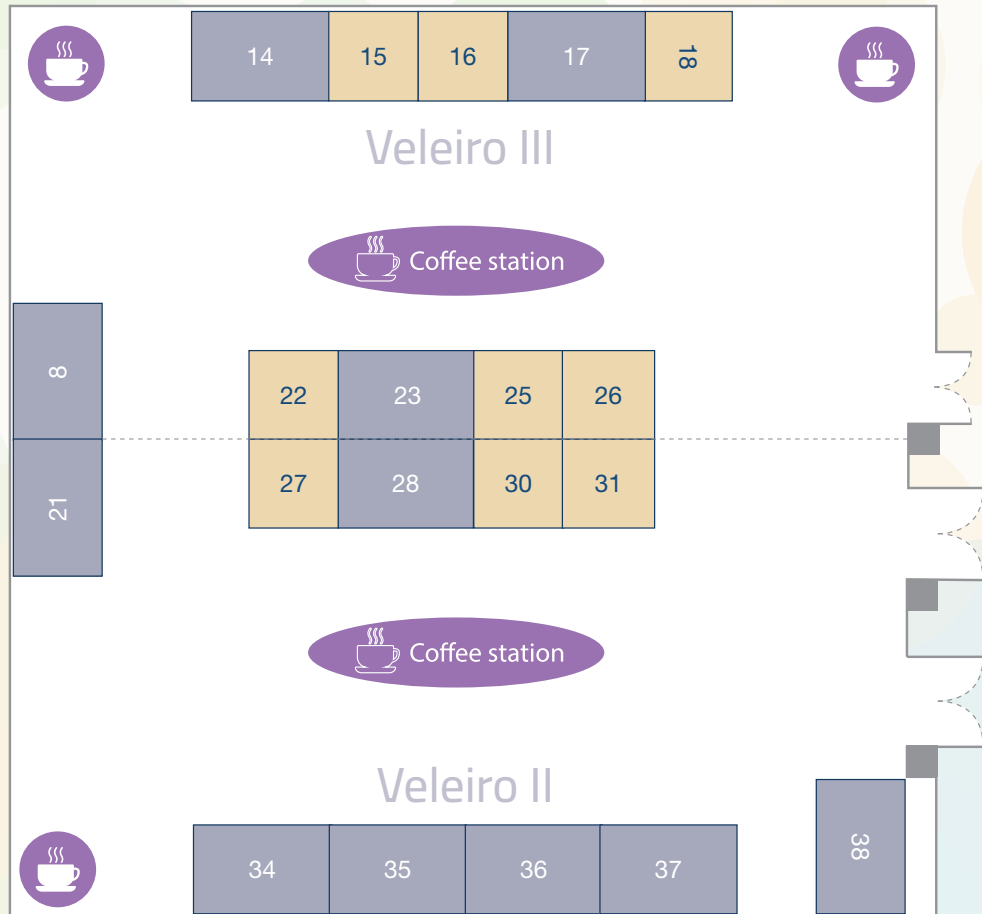 14 15 16 17 18
Veleiro III
Coffee station
8
22 23 25 26
21
27 28 30 31
Coffee station
Veleiro II
34 35 36 37
38